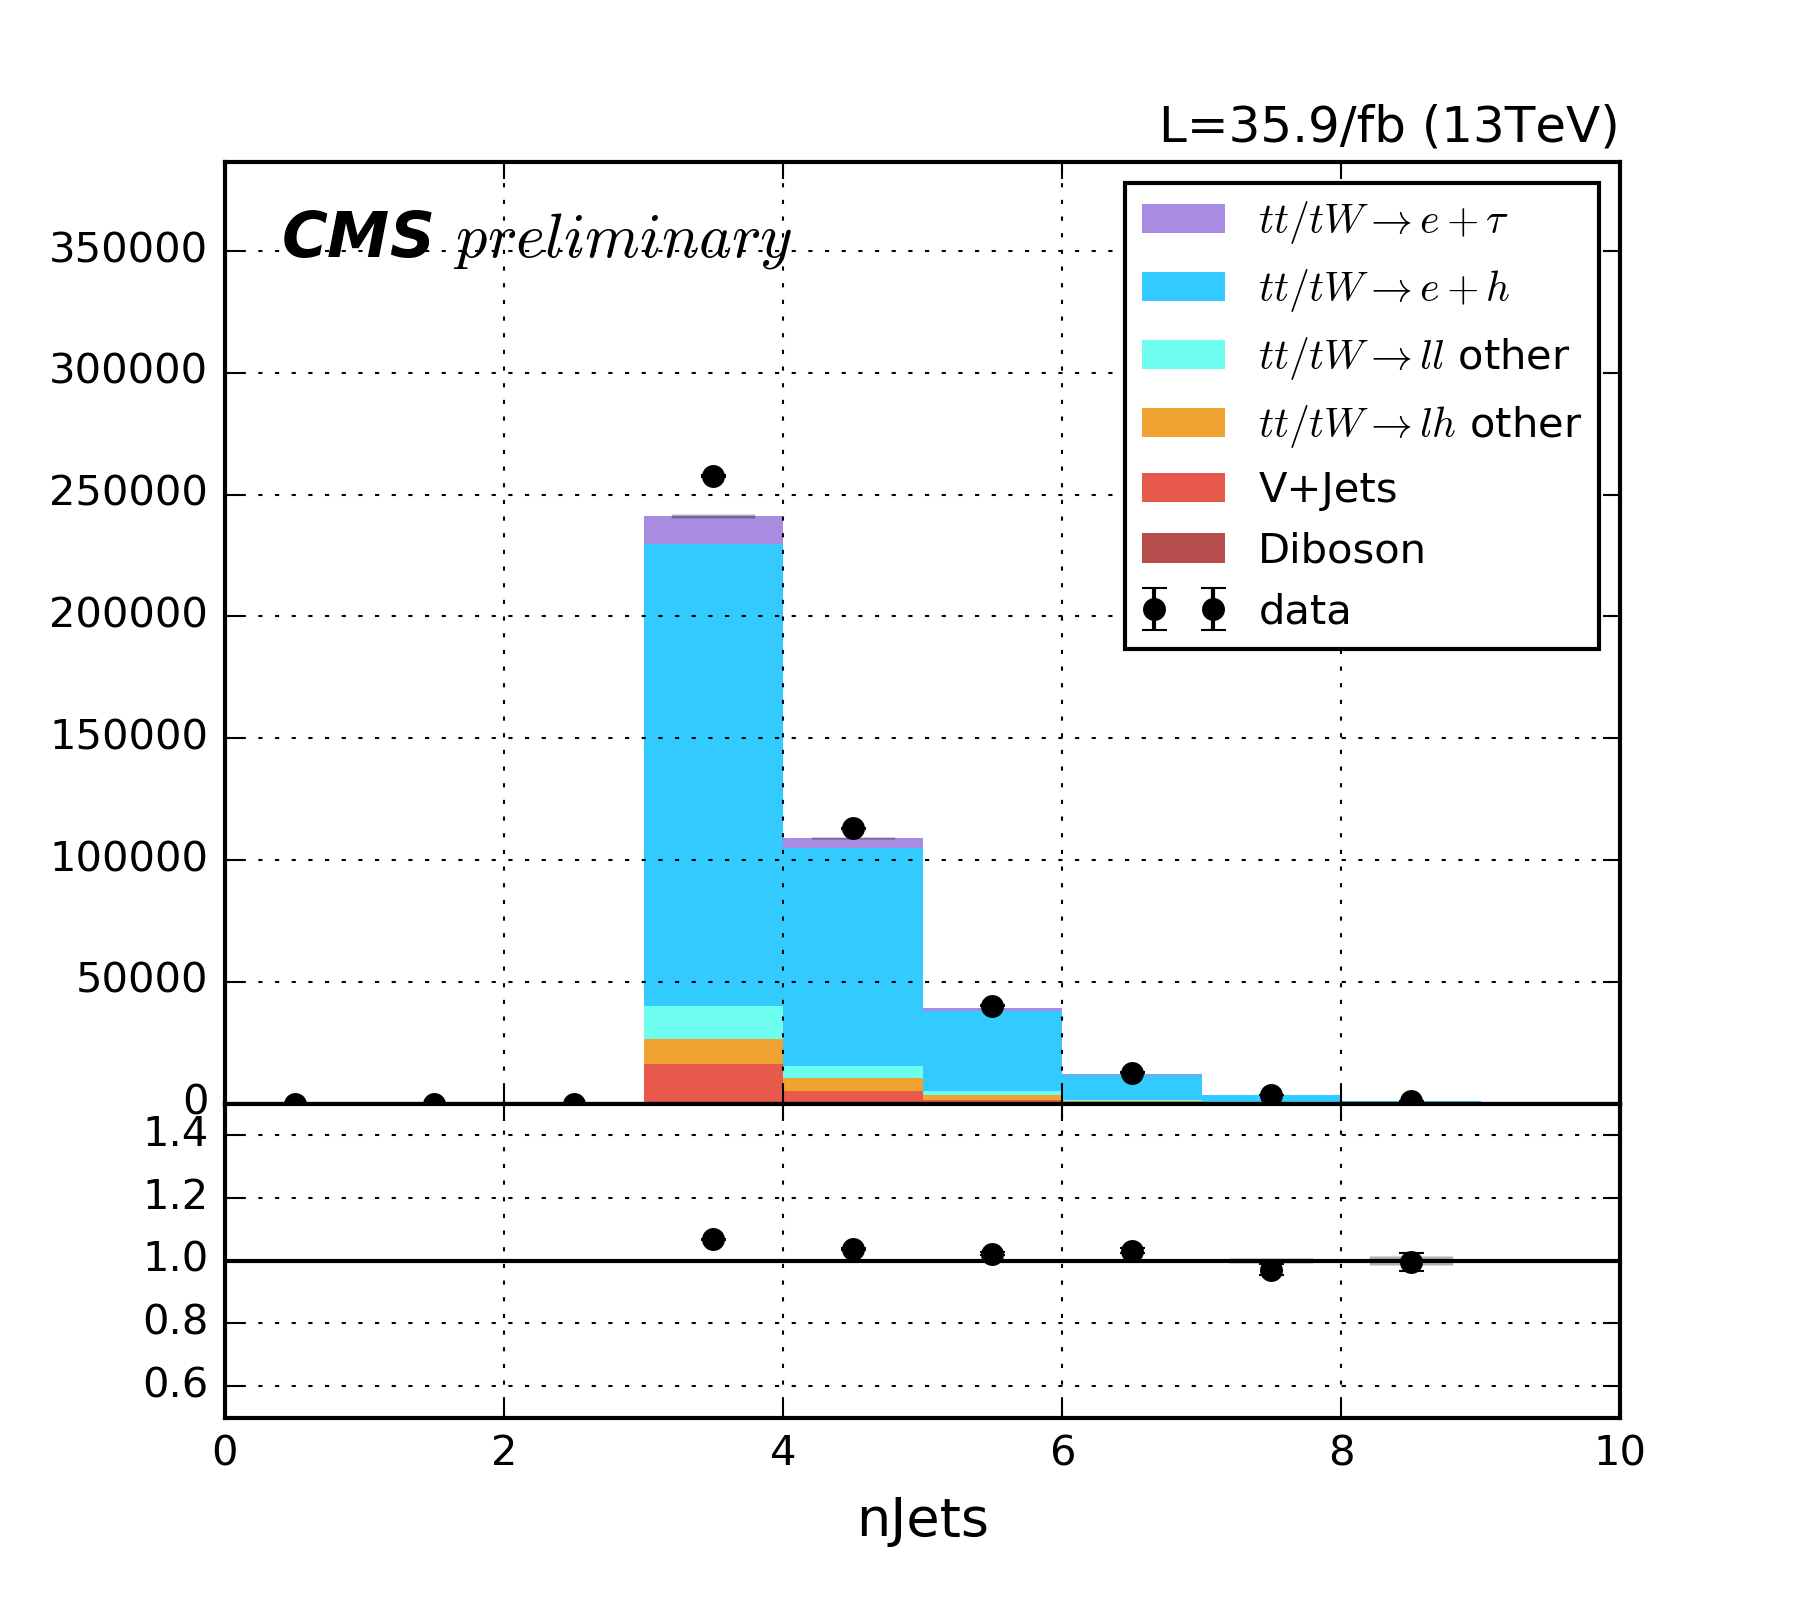 L=35.9/fb (13TeV)
CMS preliminary
350000
300000
250000
200000
150000
100000
50000
0
tt/tW→e+τ
tt/tW→e+h
tt/tW→ll other
tt/tW→lh other
V+Jets
Diboson
data
1.4
1.2
1.0
0.8
0.6
0 2 4 6 8 10
nJets